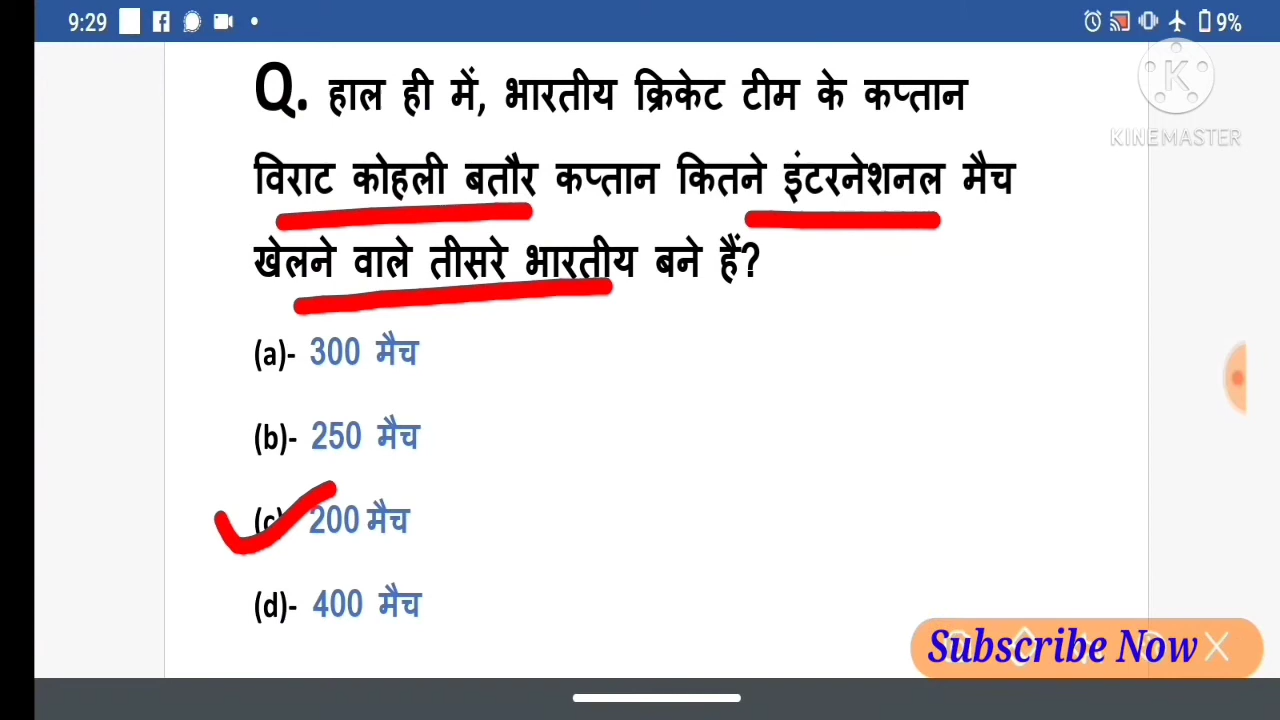 9:29
9%
Q. हाल ही में, भारतीय क्रिकेट टीम के कप्तान
विराट कोहली बतौर कप्तान कितने इंटरनेशनल मैच
खेलने वाले तीसरे भारतीय बने हैं?
(a)- 300 मैच
(b)- 250 मैच
(c) 200 मैच
(d)- 400 मैच
K
KINEMASTER
Subscribe Now